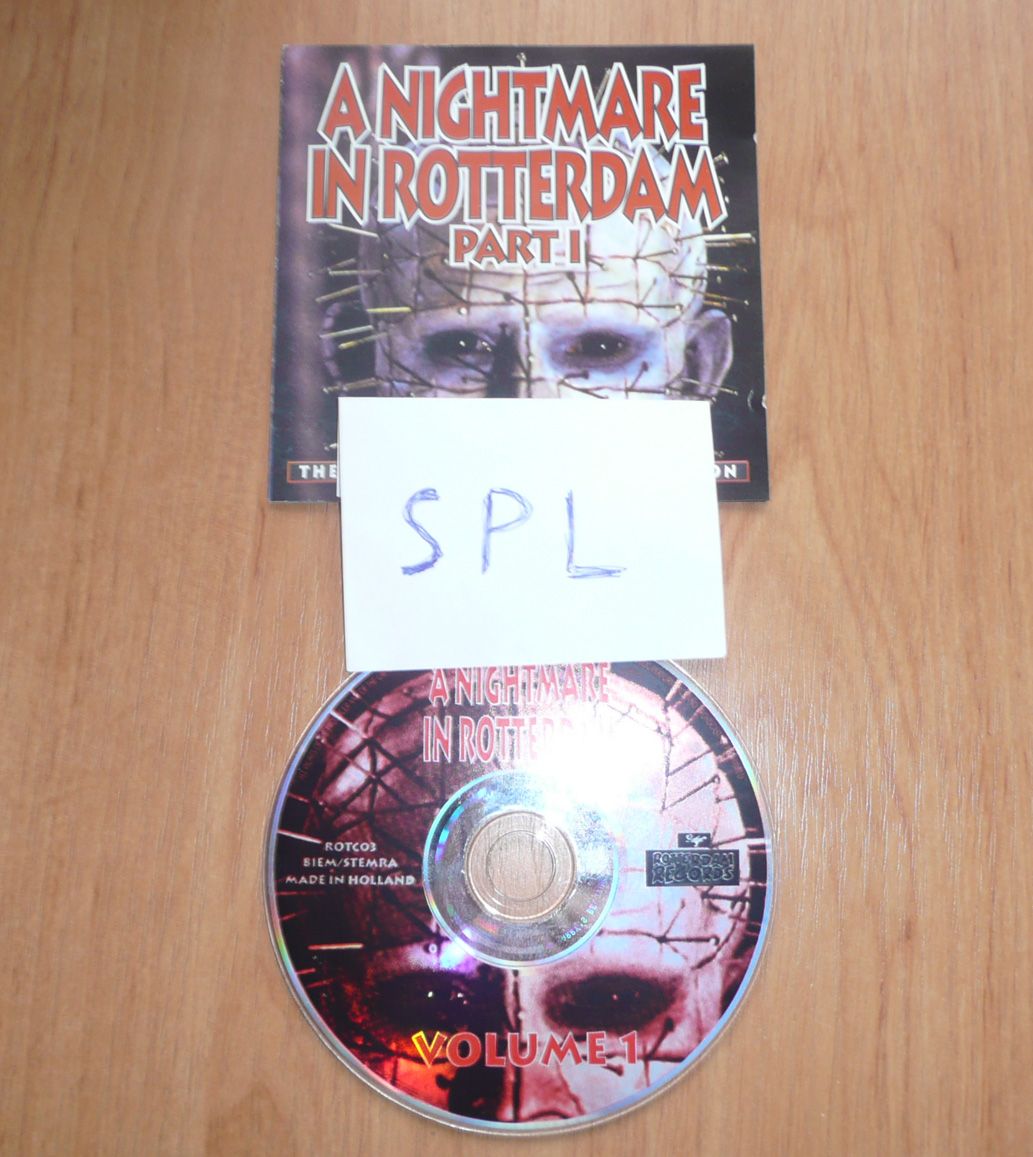 A NIGHTMARE
IN ROTTERDAM
PART I
THE
ON
SPL
A NIGHTMARE
IN ROTTERDAM
ROTC03
BIEM/STEMRA
MADE IN HOLLAND
ROTTERDAM
RECORDS
VOLUME 1